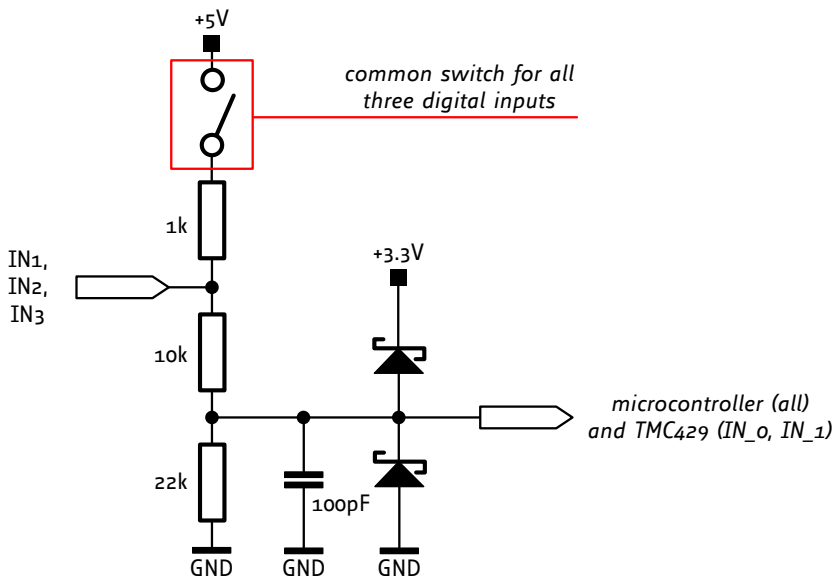 +5V
common switch for all
three digital inputs
1k
IN1,
IN2,
IN3
+3.3V
10k
microcontroller (all)
and TMC429 (IN_0, IN_1)
22k
100pF
GND
GND
GND